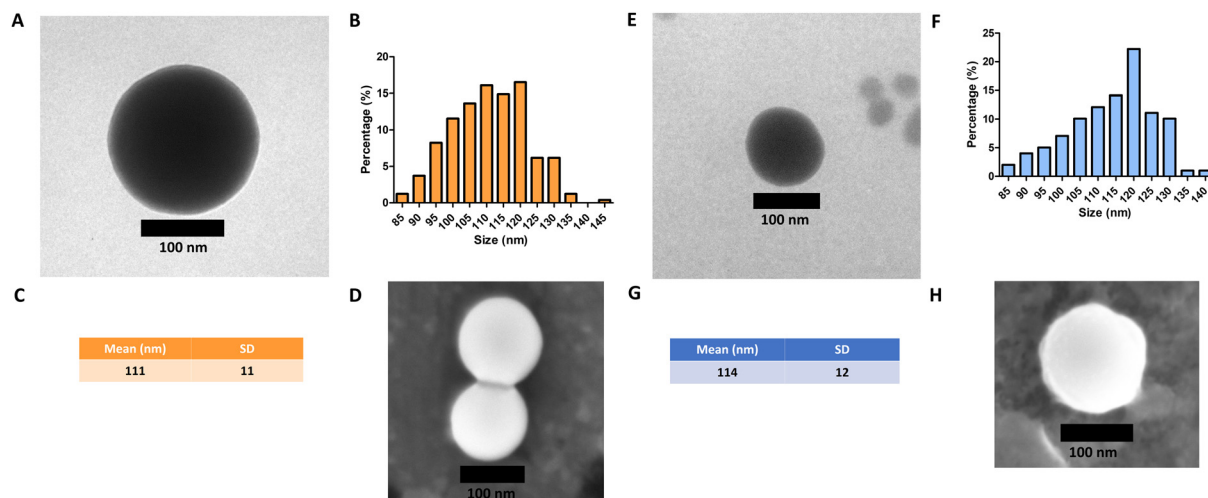 A
100 nm
B
Percentage (%)
20
15
10
5
0
85 90 95 100 105 110 115 120 125 130 135 140 145
Size (nm)
C
Mean (nm) SD
111 11
D
100 nm
E
100 nm
F
Percentage (%)
25
20
15
10
5
0
85 90 95 100 105 110 115 120 125 130 135 140
Size (nm)
G
Mean (nm) SD
114 12
H
100 nm